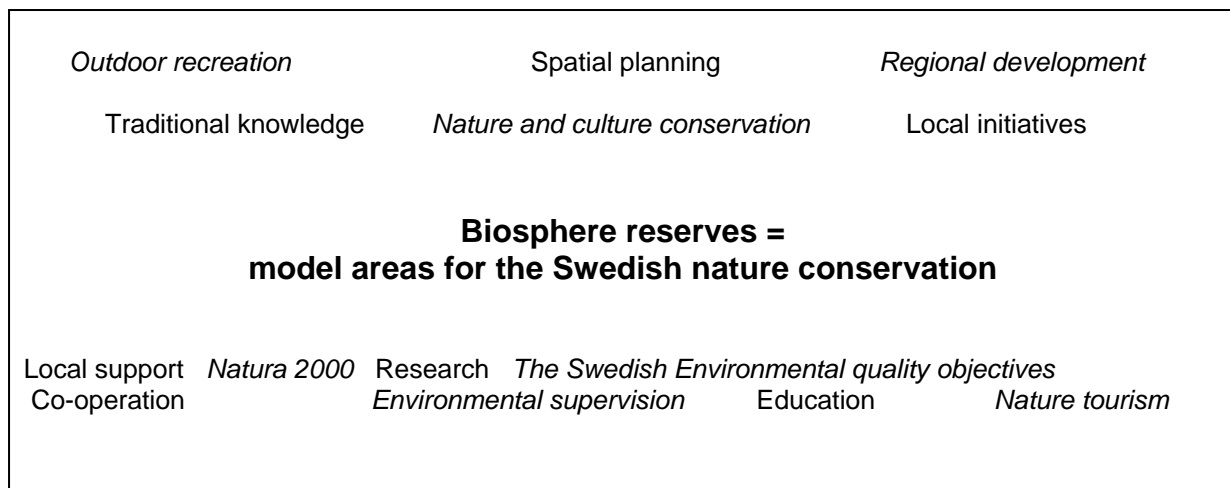 Outdoor recreation Spatial planning Regional development
Traditional knowledge Nature and culture conservation Local initiatives
Biosphere reserves =
model areas for the Swedish nature conservation
Local support Natura 2000 Research The Swedish Environmental quality objectives
Co-operation Environmental supervision Education Nature tourism